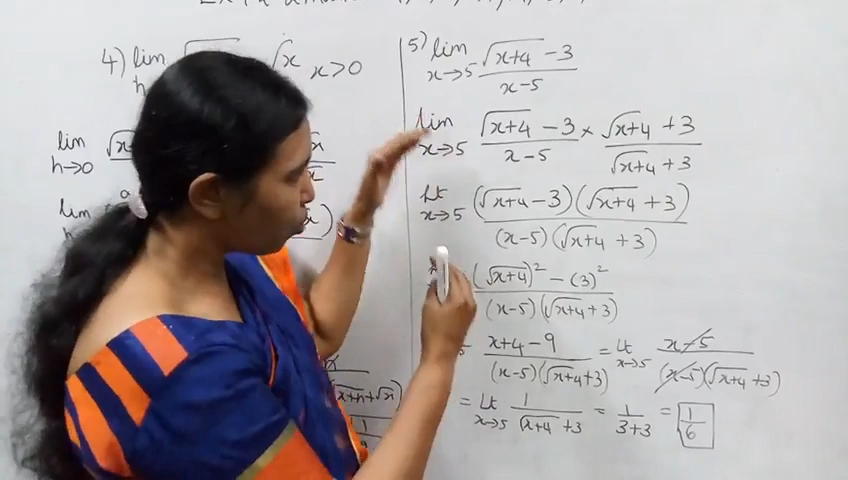 4) lim √x x>0
h→
lim √x
h→0
lim
√x+h+√x
1
5) lim √x+4 -3
x→5 x-5
lim √x+4 -3 × √x+4 +3
x→5 x-5 √x+4 +3
Lt (√x+4 -3)(√x+4 +3)
x→5 (x-5)(√x+4 +3)
(√x+4)² - (3)²
(x-5)(√x+4+3)
x+4-9 = Lt x-5
(x-5)(√x+4+3) x→5 (x-5)(√x+4 +3)
= Lt 1 = 1 = 1
x→5 √x+4 +3 3+3 6